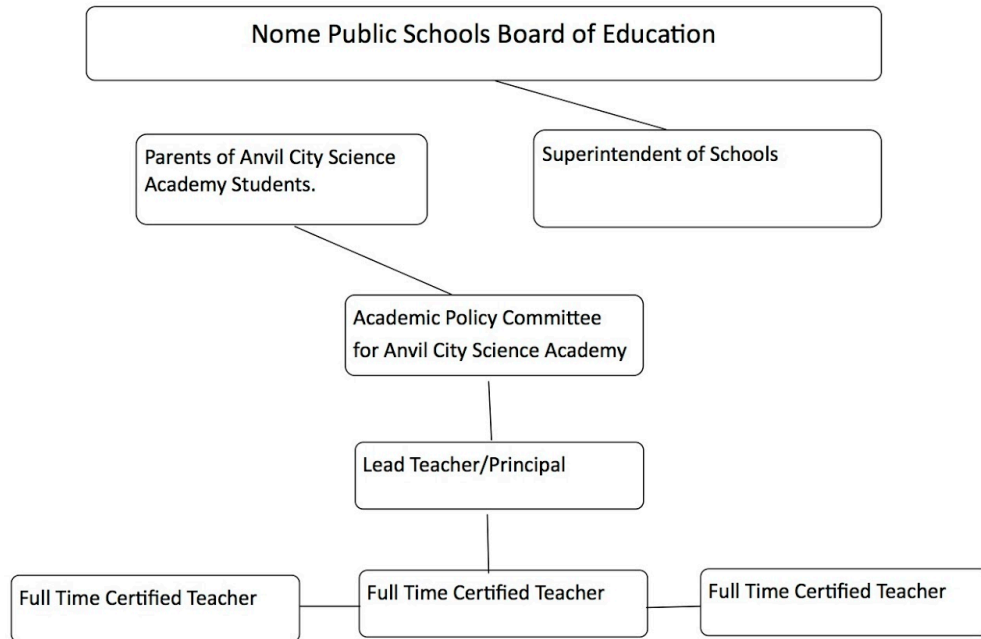 Nome Public Schools Board of Education
Parents of Anvil City Science
Academy Students.
Superintendent of Schools
Academic Policy Committee
for Anvil City Science Academy
Lead Teacher/Principal
Full Time Certified Teacher
Full Time Certified Teacher
Full Time Certified Teacher